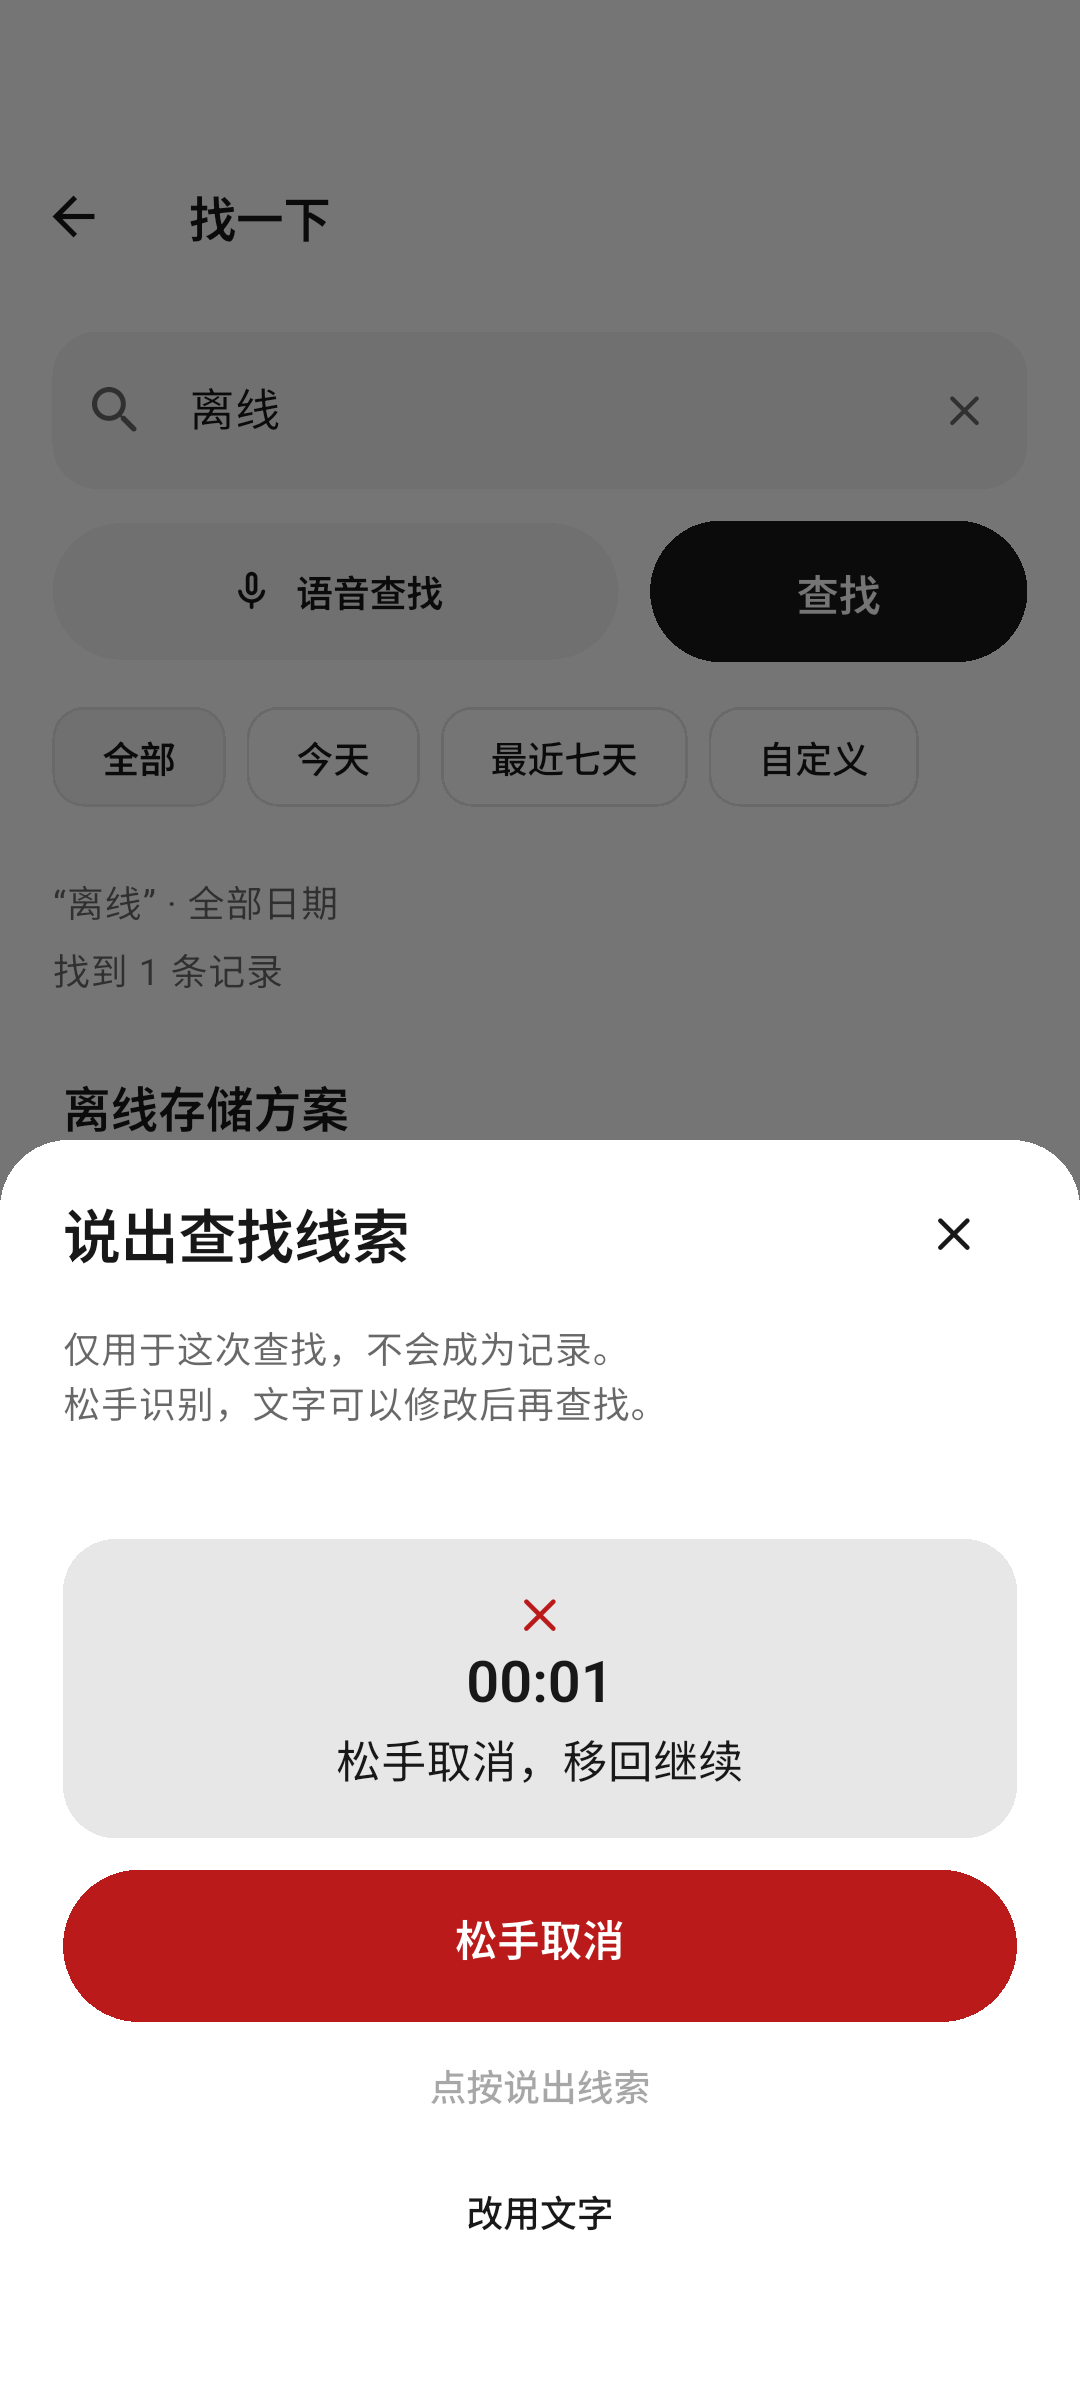 找一下
离线
语音查找
查找
全部
今天
最近七天
自定义
“离线” · 全部日期
找到 1 条记录
离线存储方案
说出查找线索
仅用于这次查找，不会成为记录。
松手识别，文字可以修改后再查找。
00:01
松手取消，移回继续
松手取消
点按说出线索
改用文字